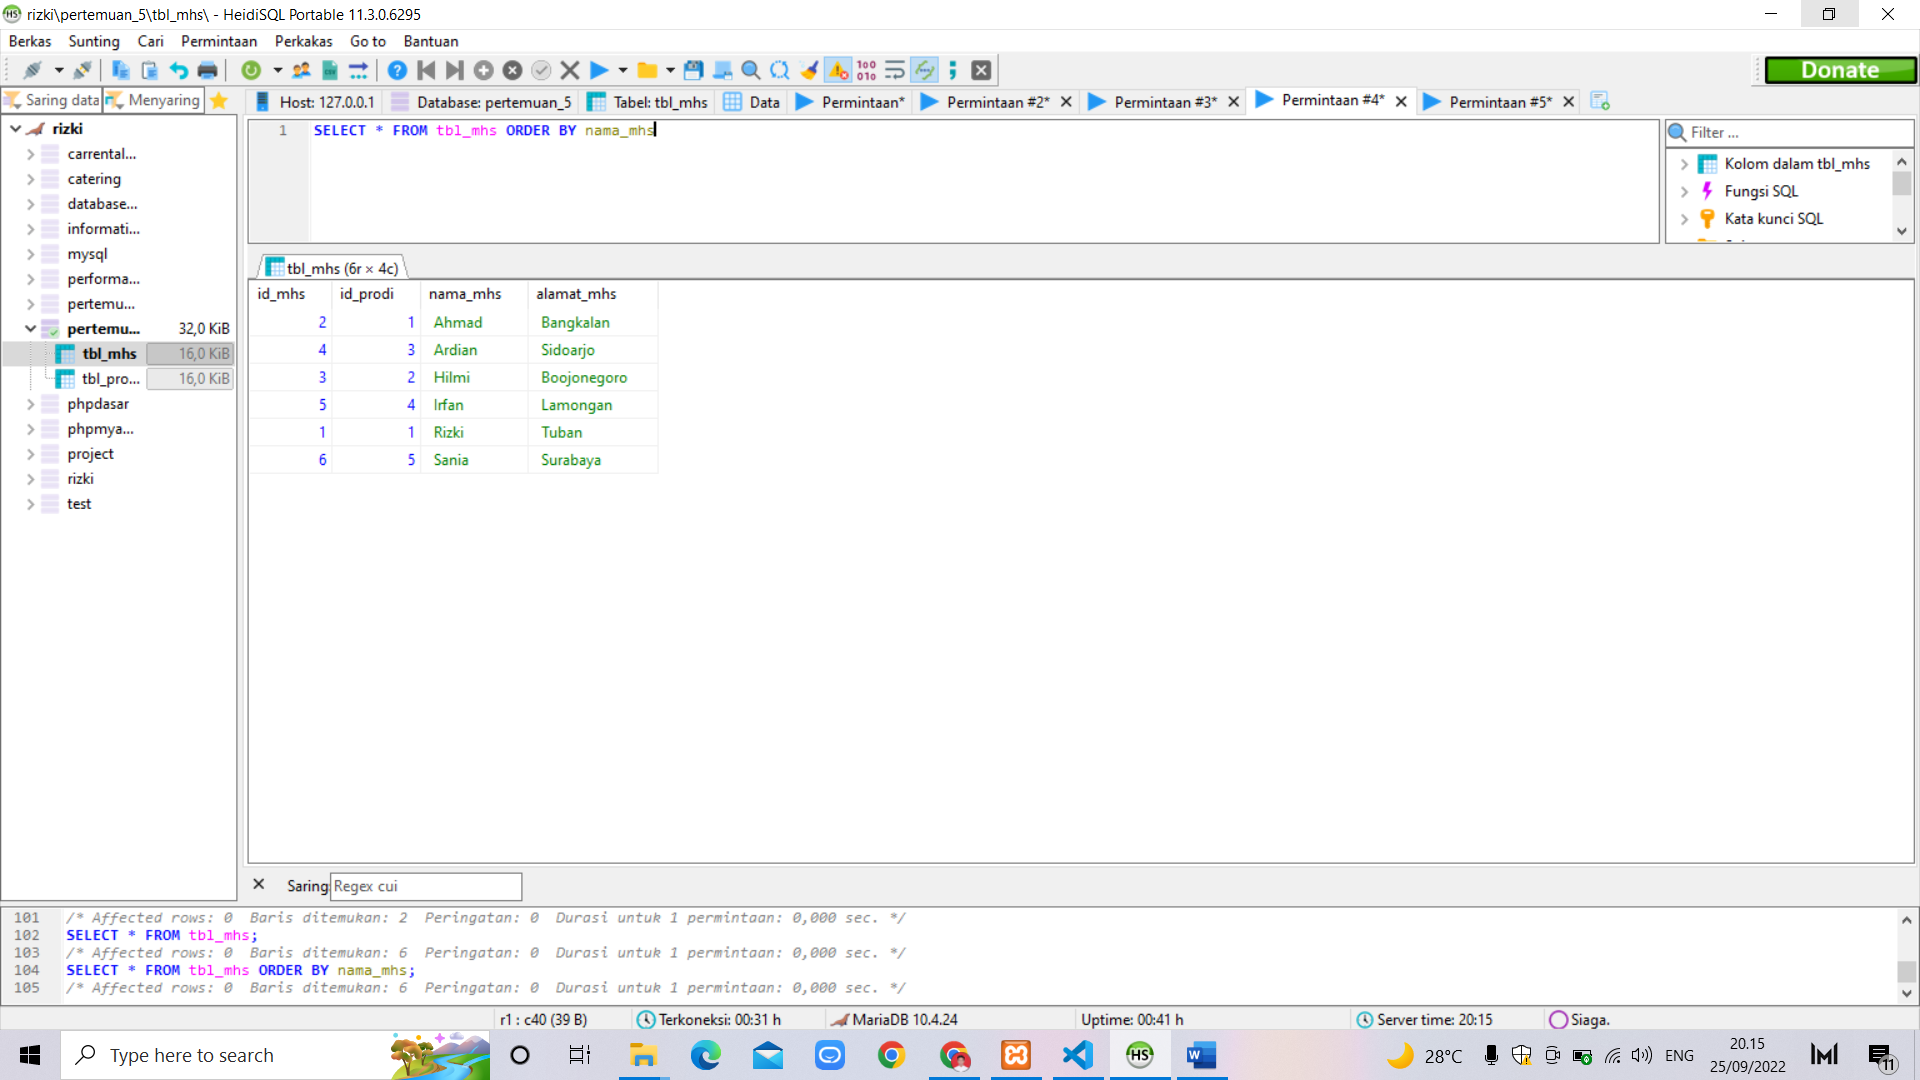 rizki\pertemuan_5\tbl_mhs\ - HeidiSQL Portable 11.3.0.6295
Berkas Sunting Cari Permintaan Perkakas Go to Bantuan
Donate
Saring data Menyaring
Host: 127.0.0.1 Database: pertemuan_5 Tabel: tbl_mhs Data Permintaan* Permintaan #2* Permintaan #3* Permintaan #4* Permintaan #5*
rizki
carrental...
catering
database...
informati...
mysql
performa...
pertemu...
pertemu... 32,0 KiB
tbl_mhs 16,0 KiB
tbl_pro... 16,0 KiB
phpdasar
phpmya...
project
rizki
test
1 SELECT * FROM tbl_mhs ORDER BY nama_mhs
Filter ...
Kolom dalam tbl_mhs
Fungsi SQL
Kata kunci SQL
tbl_mhs (6r × 4c)
id_mhs id_prodi nama_mhs alamat_mhs
2 1 Ahmad Bangkalan
4 3 Ardian Sidoarjo
3 2 Hilmi Boojonegoro
5 4 Irfan Lamongan
1 1 Rizki Tuban
6 5 Sania Surabaya
Saring: Regex cui
101 /* Affected rows: 0 Baris ditemukan: 2 Peringatan: 0 Durasi untuk 1 permintaan: 0,000 sec. */
102 SELECT * FROM tbl_mhs;
103 /* Affected rows: 0 Baris ditemukan: 6 Peringatan: 0 Durasi untuk 1 permintaan: 0,000 sec. */
104 SELECT * FROM tbl_mhs ORDER BY nama_mhs;
105 /* Affected rows: 0 Baris ditemukan: 6 Peringatan: 0 Durasi untuk 1 permintaan: 0,000 sec. */
r1 : c40 (39 B) Terkoneksi: 00:31 h MariaDB 10.4.24 Uptime: 00:41 h Server time: 20:15 Siaga.
Type here to search
28°C ENG
20.15
25/09/2022
11